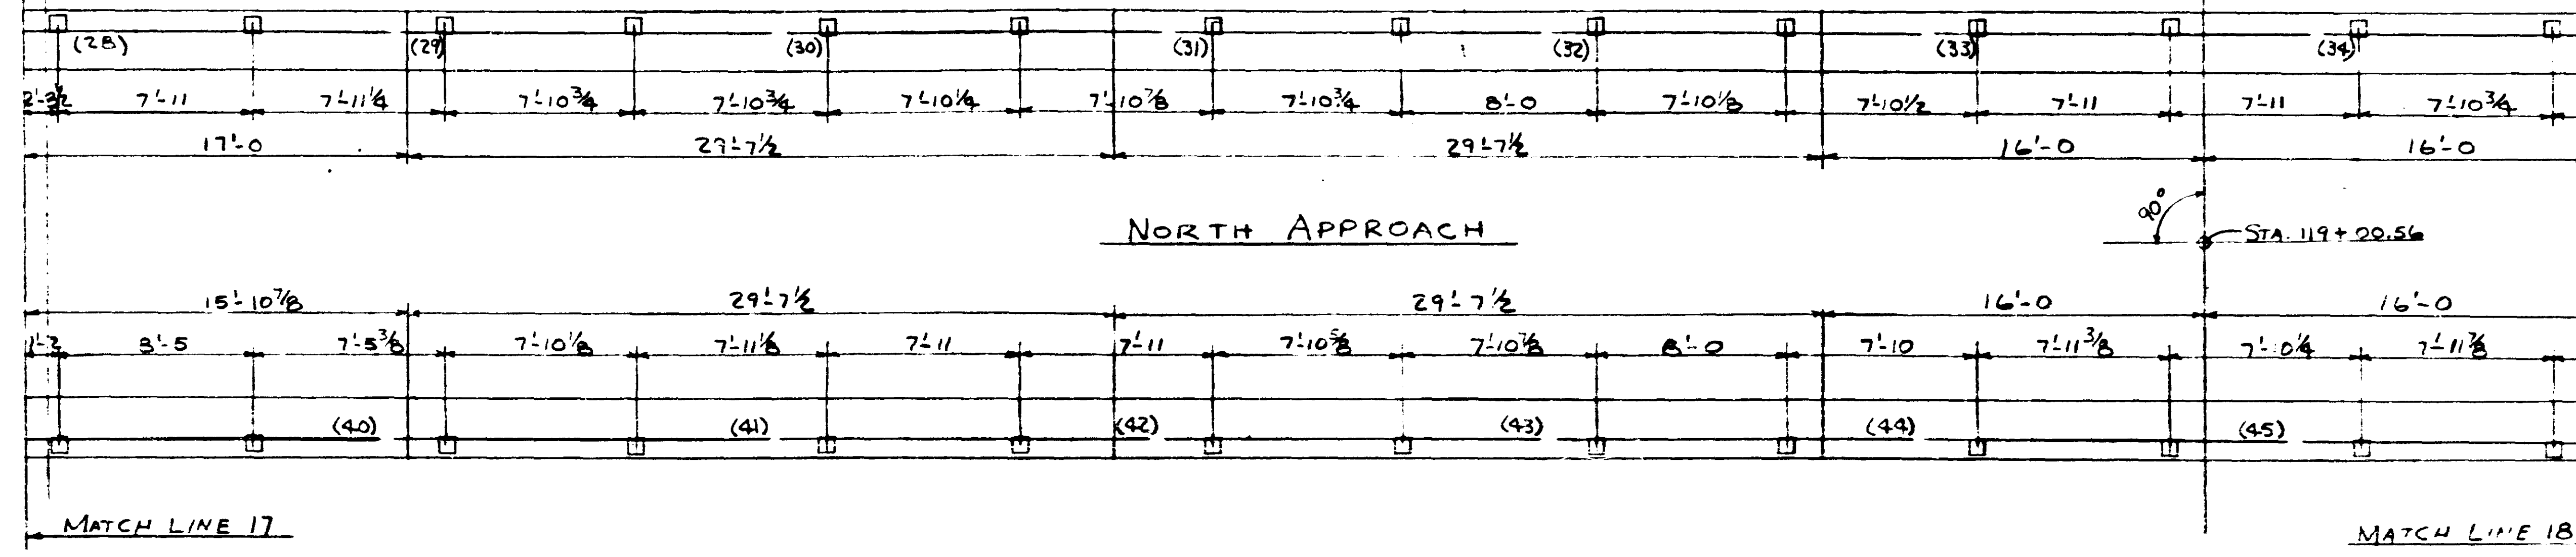 (28) (29) (30) (31) (32) (33) (34)
2'-3½ 7'-11 7'-11¼ 7'-10¾ 7'-10¾ 7'-10¼ 7'-10⅞ 7'-10¾ 8'-0 7'-10⅛ 7'-10½ 7'-11 7'-11 7'-10¾
17'-0 29'-7½ 29'-7½ 16'-0 16'-0
90°
NORTH APPROACH
STA. 119+00.56
15'-10⅞ 29'-7½ 29'-7½ 16'-0 16'-0
1'-2 8'-5 7'-5⅜ 7'-10⅛ 7'-11⅛ 7'-11 7'-11 7'-10⅝ 7'-10⅞ 8'-0 7'-10 7'-11⅜ 7'-10¼ 7'-11⅞
(40) (41) (42) (43) (44) (45)
MATCH LINE 17
MATCH LINE 18